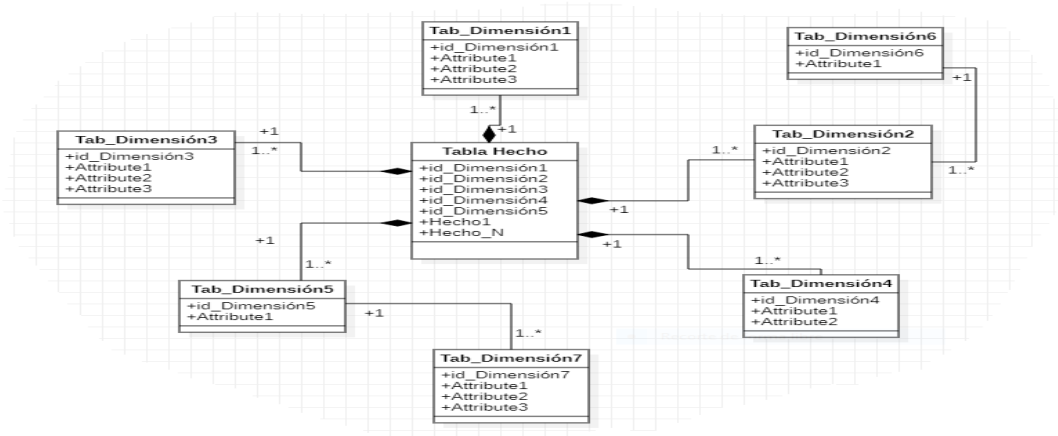 Tab_Dimensión1
+id_Dimensión1
+Attribute1
+Attribute2
+Attribute3
1..*
+1
Tab_Dimensión6
+id_Dimensión6
+Attribute1
+1
1..*
Tab_Dimensión3
+id_Dimensión3
+Attribute1
+Attribute2
+Attribute3
+1
1..*
Tabla Hecho
+id_Dimensión1
+id_Dimensión2
+id_Dimensión3
+id_Dimensión4
+id_Dimensión5
+Hecho1
+Hecho_N
1..*
+1
Tab_Dimensión2
+id_Dimensión2
+Attribute1
+Attribute2
+Attribute3
+1
1..*
+1
1..*
Tab_Dimensión5
+id_Dimensión5
+Attribute1
+1
1..*
Tab_Dimensión4
+id_Dimensión4
+Attribute1
+Attribute2
Tab_Dimensión7
+id_Dimensión7
+Attribute1
+Attribute2
+Attribute3